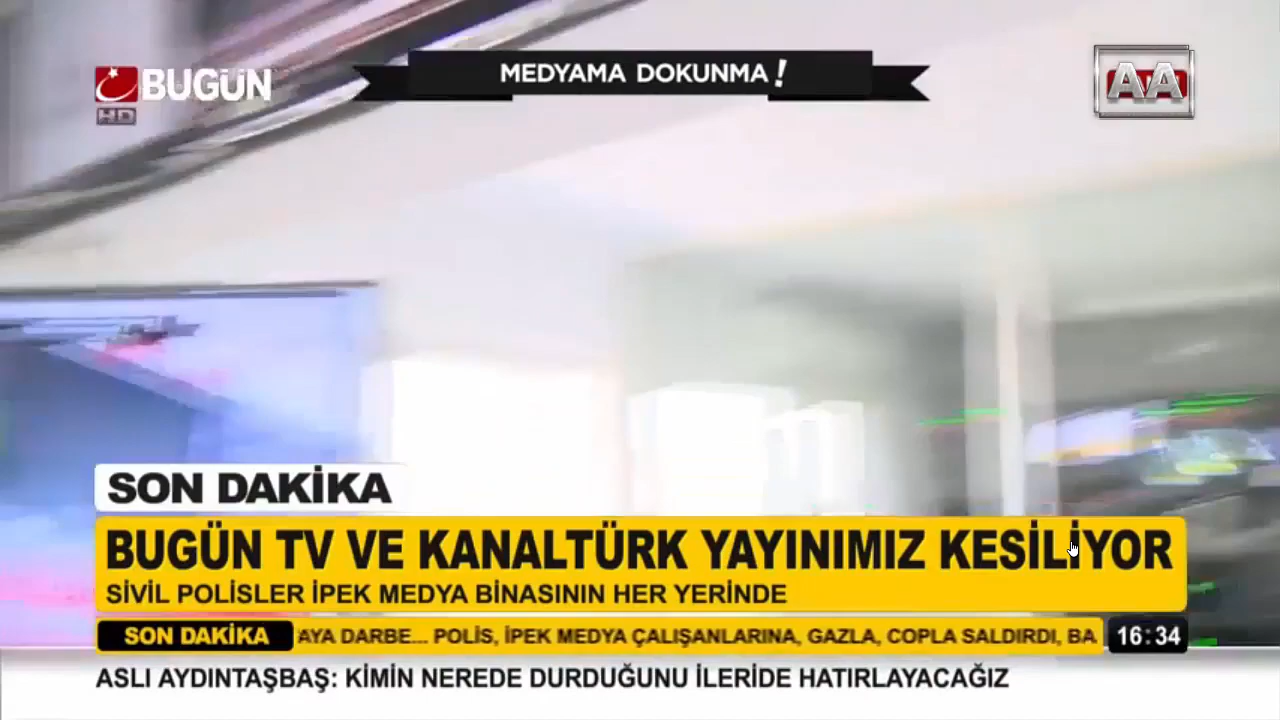 BUGÜN
HD
MEDYAMA DOKUNMA!
AA
SON DAKİKA
BUGÜN TV VE KANALTÜRK YAYINIMIZ KESİLİYOR
SİVİL POLİSLER İPEK MEDYA BİNASININ HER YERİNDE
SON DAKİKA AYA DARBE... POLİS, İPEK MEDYA ÇALIŞANLARINA, GAZLA, COPLA SALDIRDI, BA 16:34
ASLI AYDINTAŞBAŞ: KİMİN NEREDE DURDUĞUNU İLERİDE HATIRLAYACAĞIZ